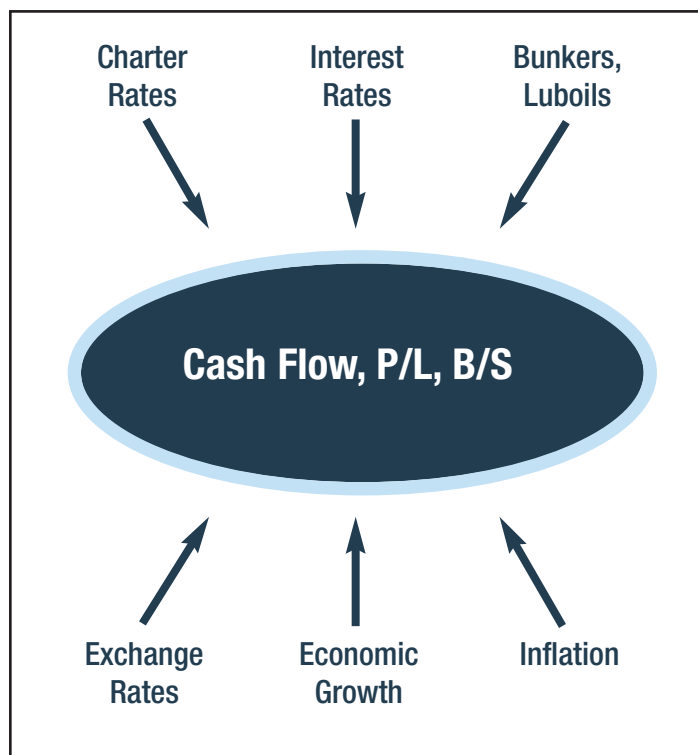 Charter
Rates
Interest
Rates
Bunkers,
Luboils
Cash Flow, P/L, B/S
Exchange
Rates
Economic
Growth
Inflation